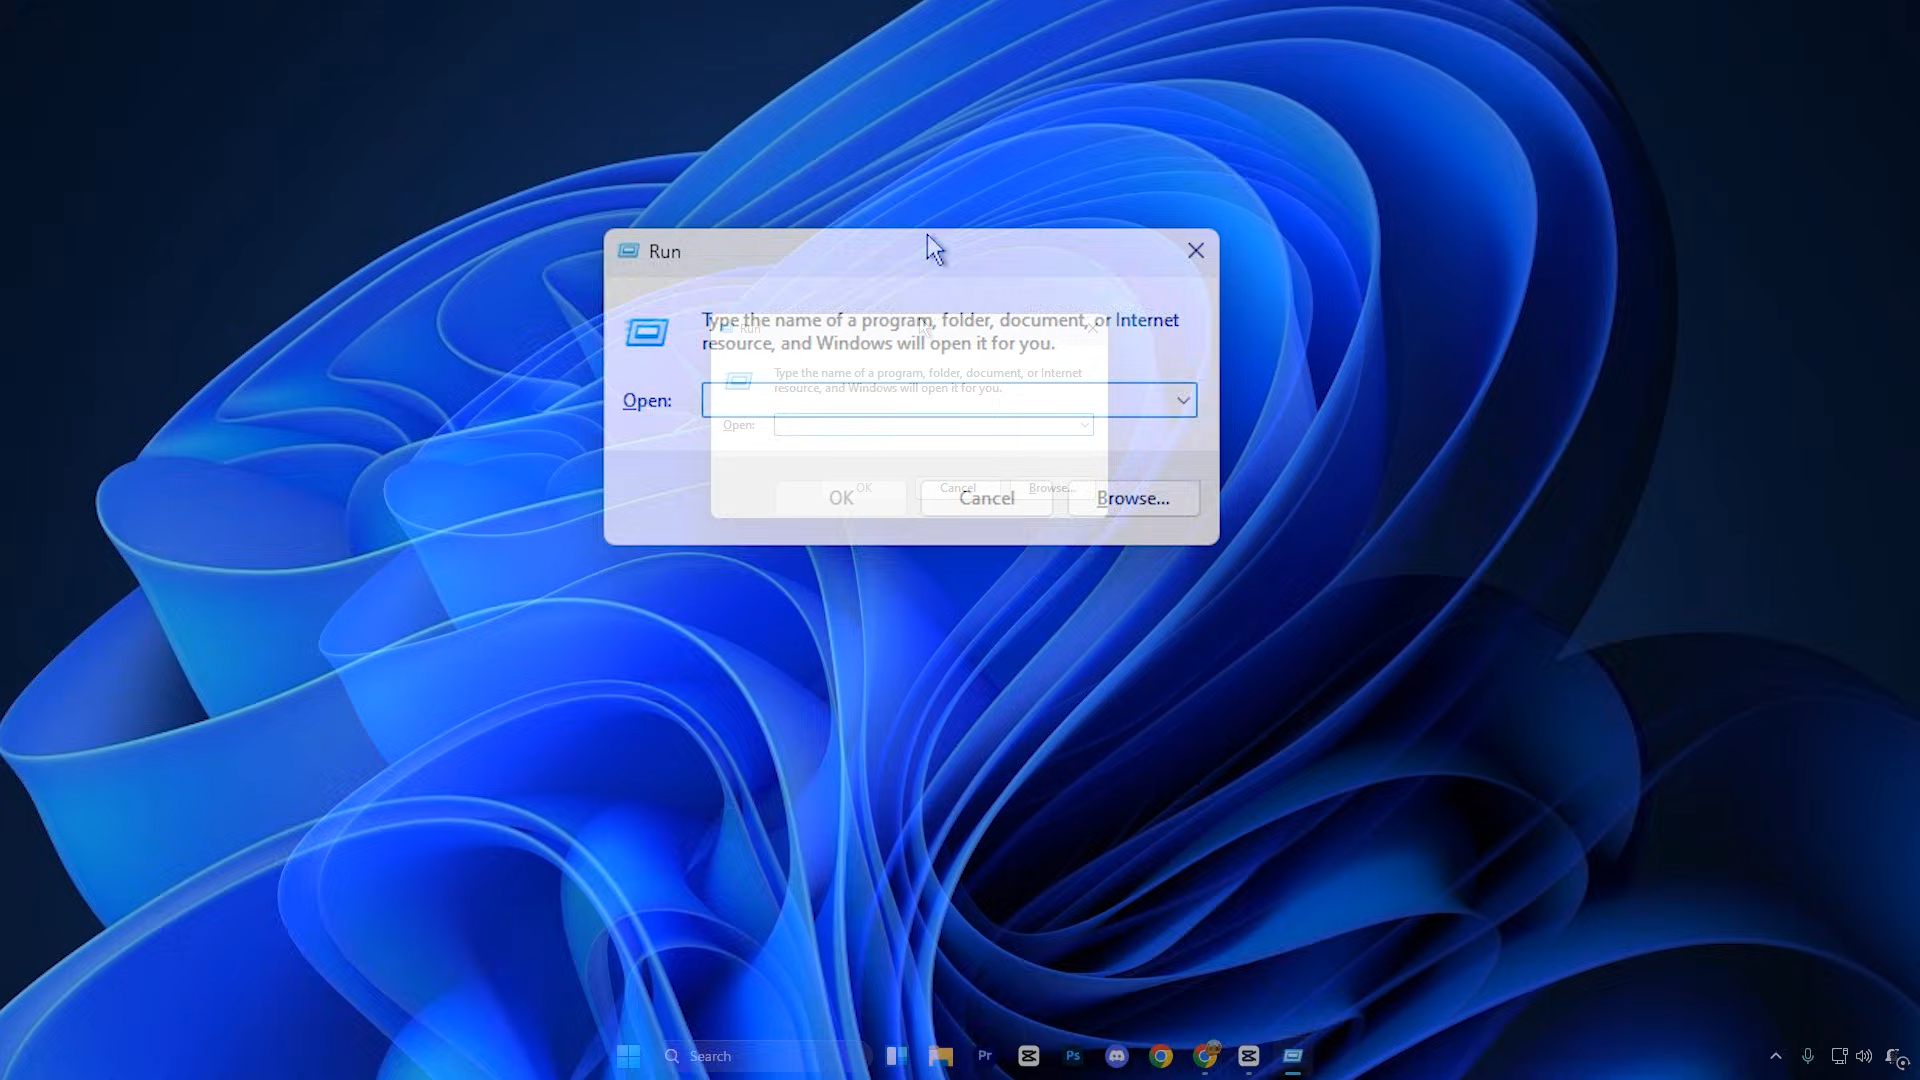 Run
Type the name of a program, folder, document, or Internet
resource, and Windows will open it for you.
Open:
OK
Cancel
Browse...
Run
Type the name of a program, folder, document, or Internet
resource, and Windows will open it for you.
Open:
OK
Cancel
Browse...
Search
Pr
Ps